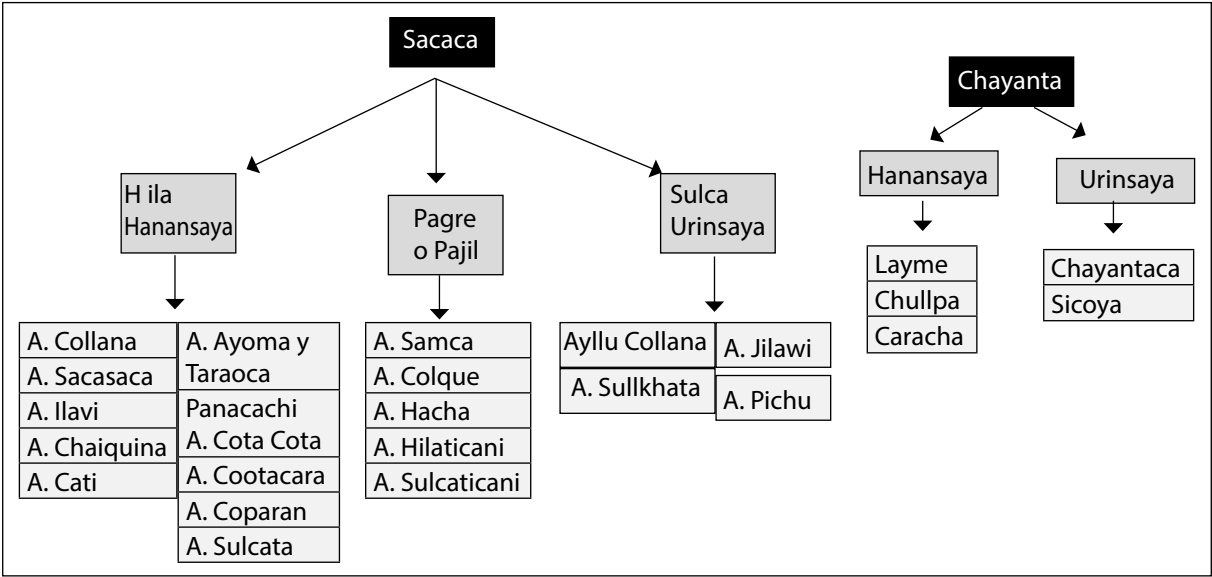 Sacaca
H ila
Hanansaya
Pagre
o Pajil
Sulca
Urinsaya
A. Collana
A. Sacasaca
A. Ilavi
A. Chaiquina
A. Cati
A. Ayoma y
Taraoca
Panacachi
A. Cota Cota
A. Cootacara
A. Coparan
A. Sulcata
A. Samca
A. Colque
A. Hacha
A. Hilaticani
A. Sulcaticani
Ayllu Collana
A. Sullkhata
A. Jilawi
A. Pichu
Chayanta
Hanansaya
Urinsaya
Layme
Chullpa
Caracha
Chayantaca
Sicoya